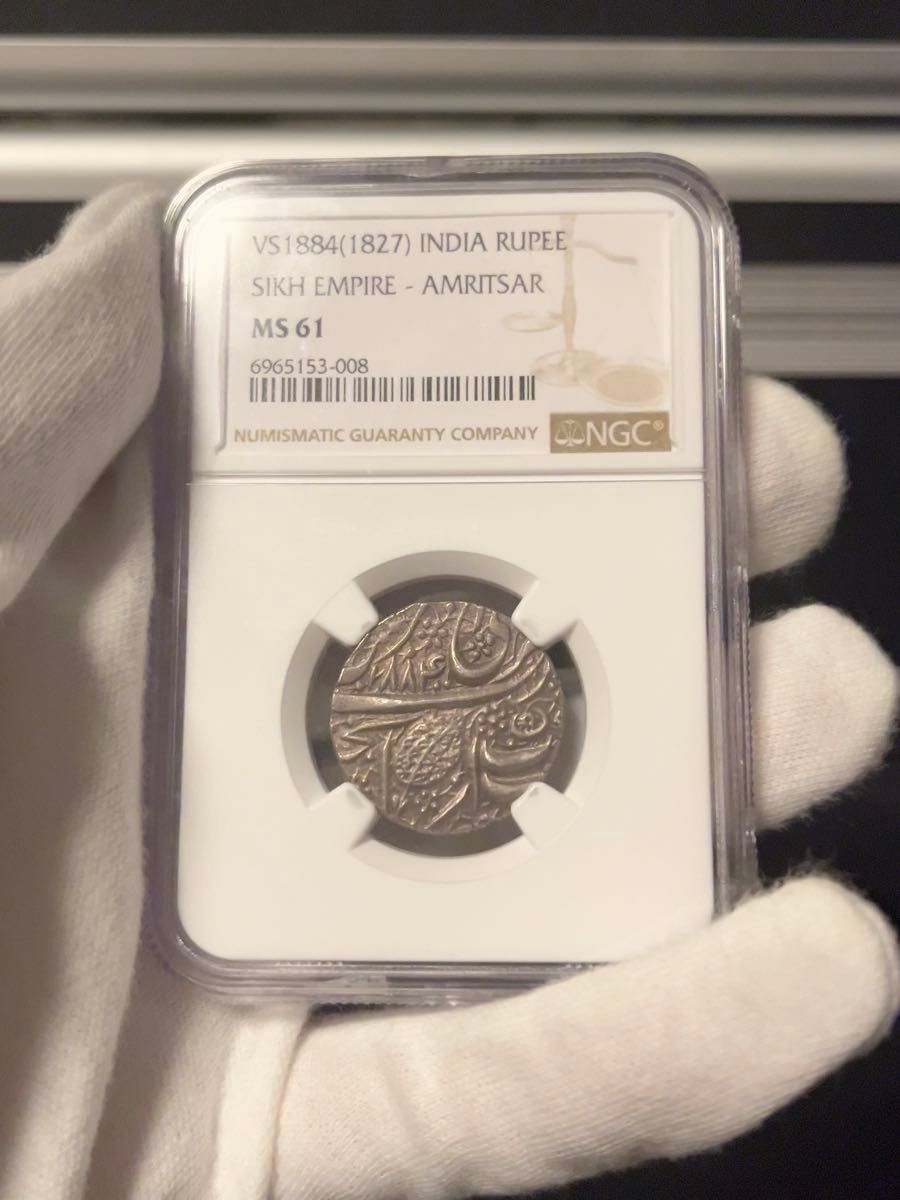 VS1884(1827) INDIA RUPEE
SIKH EMPIRE - AMRITSAR
MS 61
6965153-008
NUMISMATIC GUARANTY COMPANY
NGC®